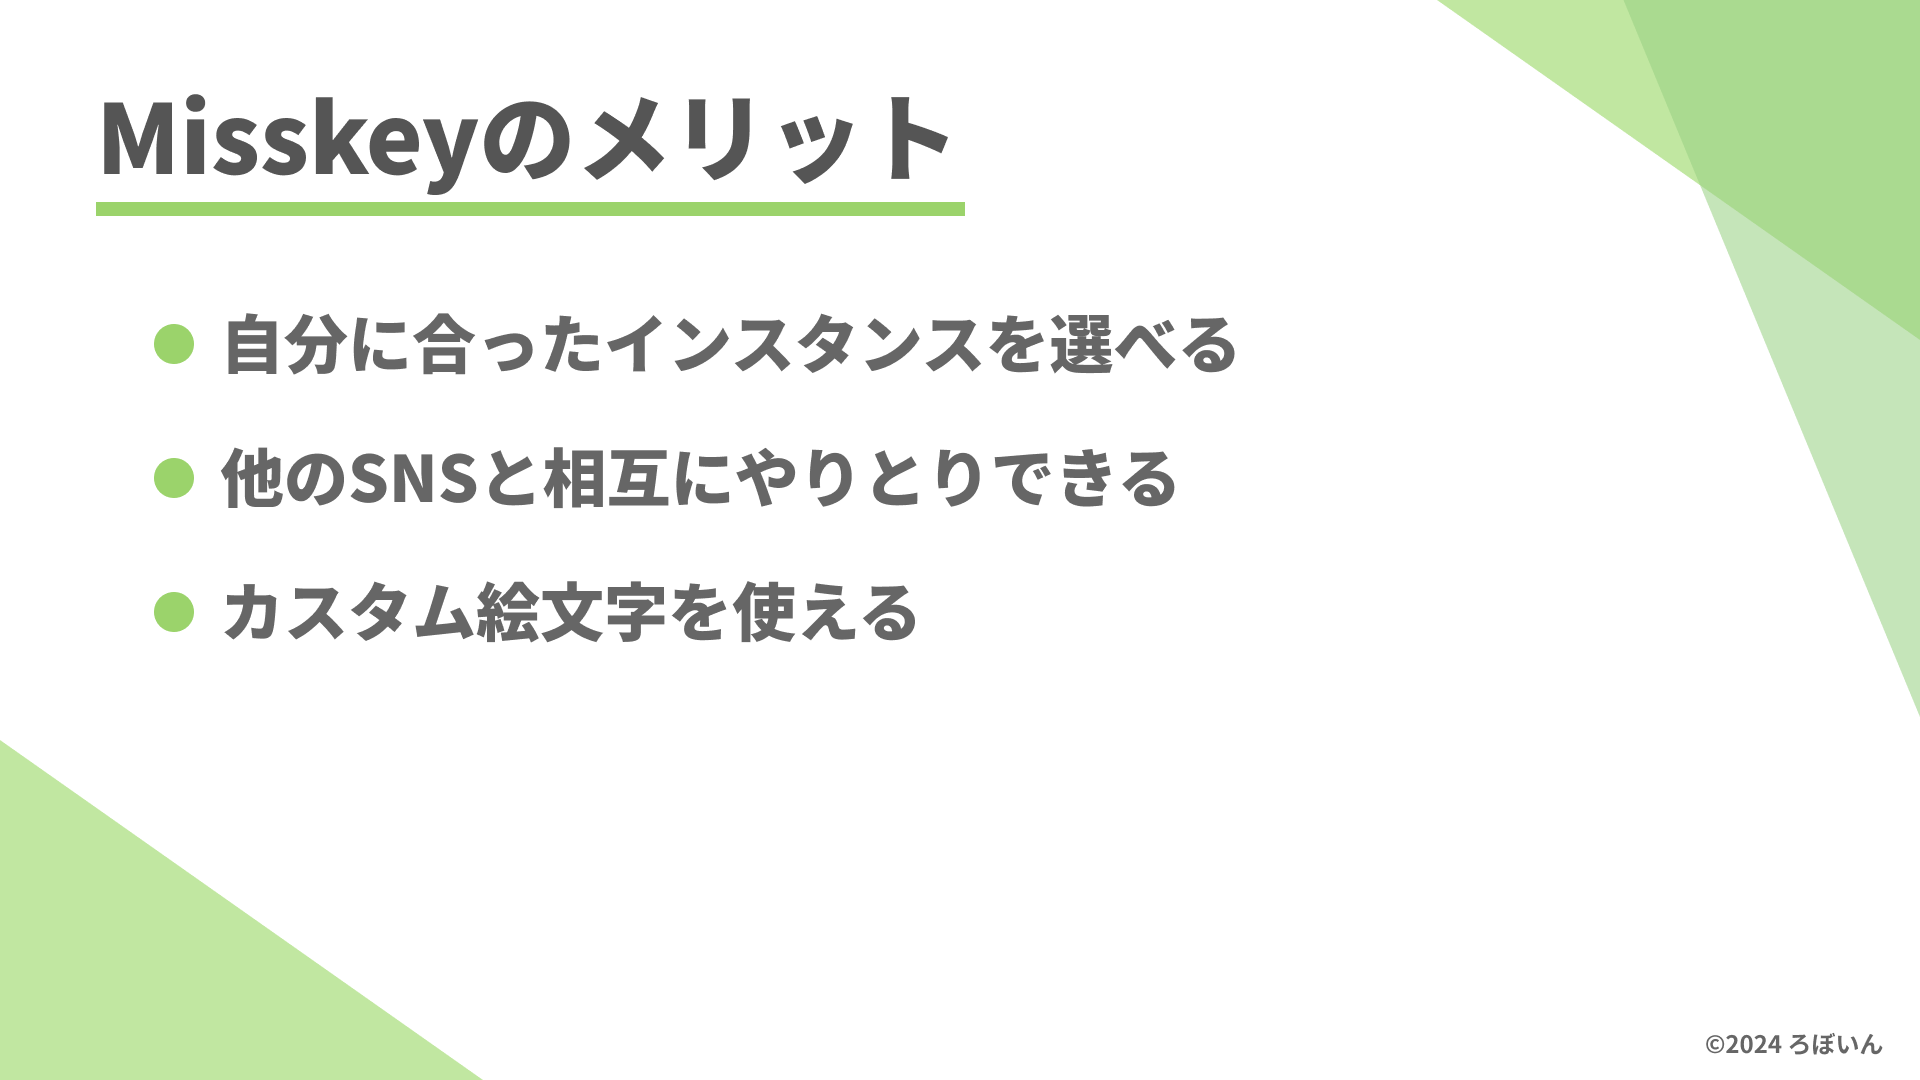 Misskeyのメリット
自分に合ったインスタンスを選べる
他のSNSと相互にやりとりできる
カスタム絵文字を使える
©2024 ろぼいん